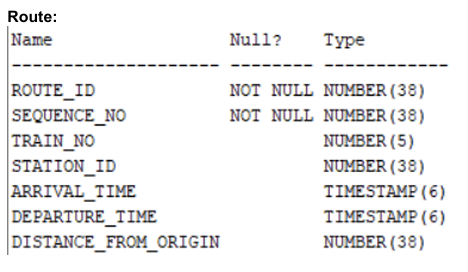 Route:
Name Null? Type
-------------------- -------- ------------
ROUTE_ID NOT NULL NUMBER(38)
SEQUENCE_NO NOT NULL NUMBER(38)
TRAIN_NO NUMBER(5)
STATION_ID NUMBER(38)
ARRIVAL_TIME TIMESTAMP(6)
DEPARTURE_TIME TIMESTAMP(6)
DISTANCE_FROM_ORIGIN NUMBER(38)